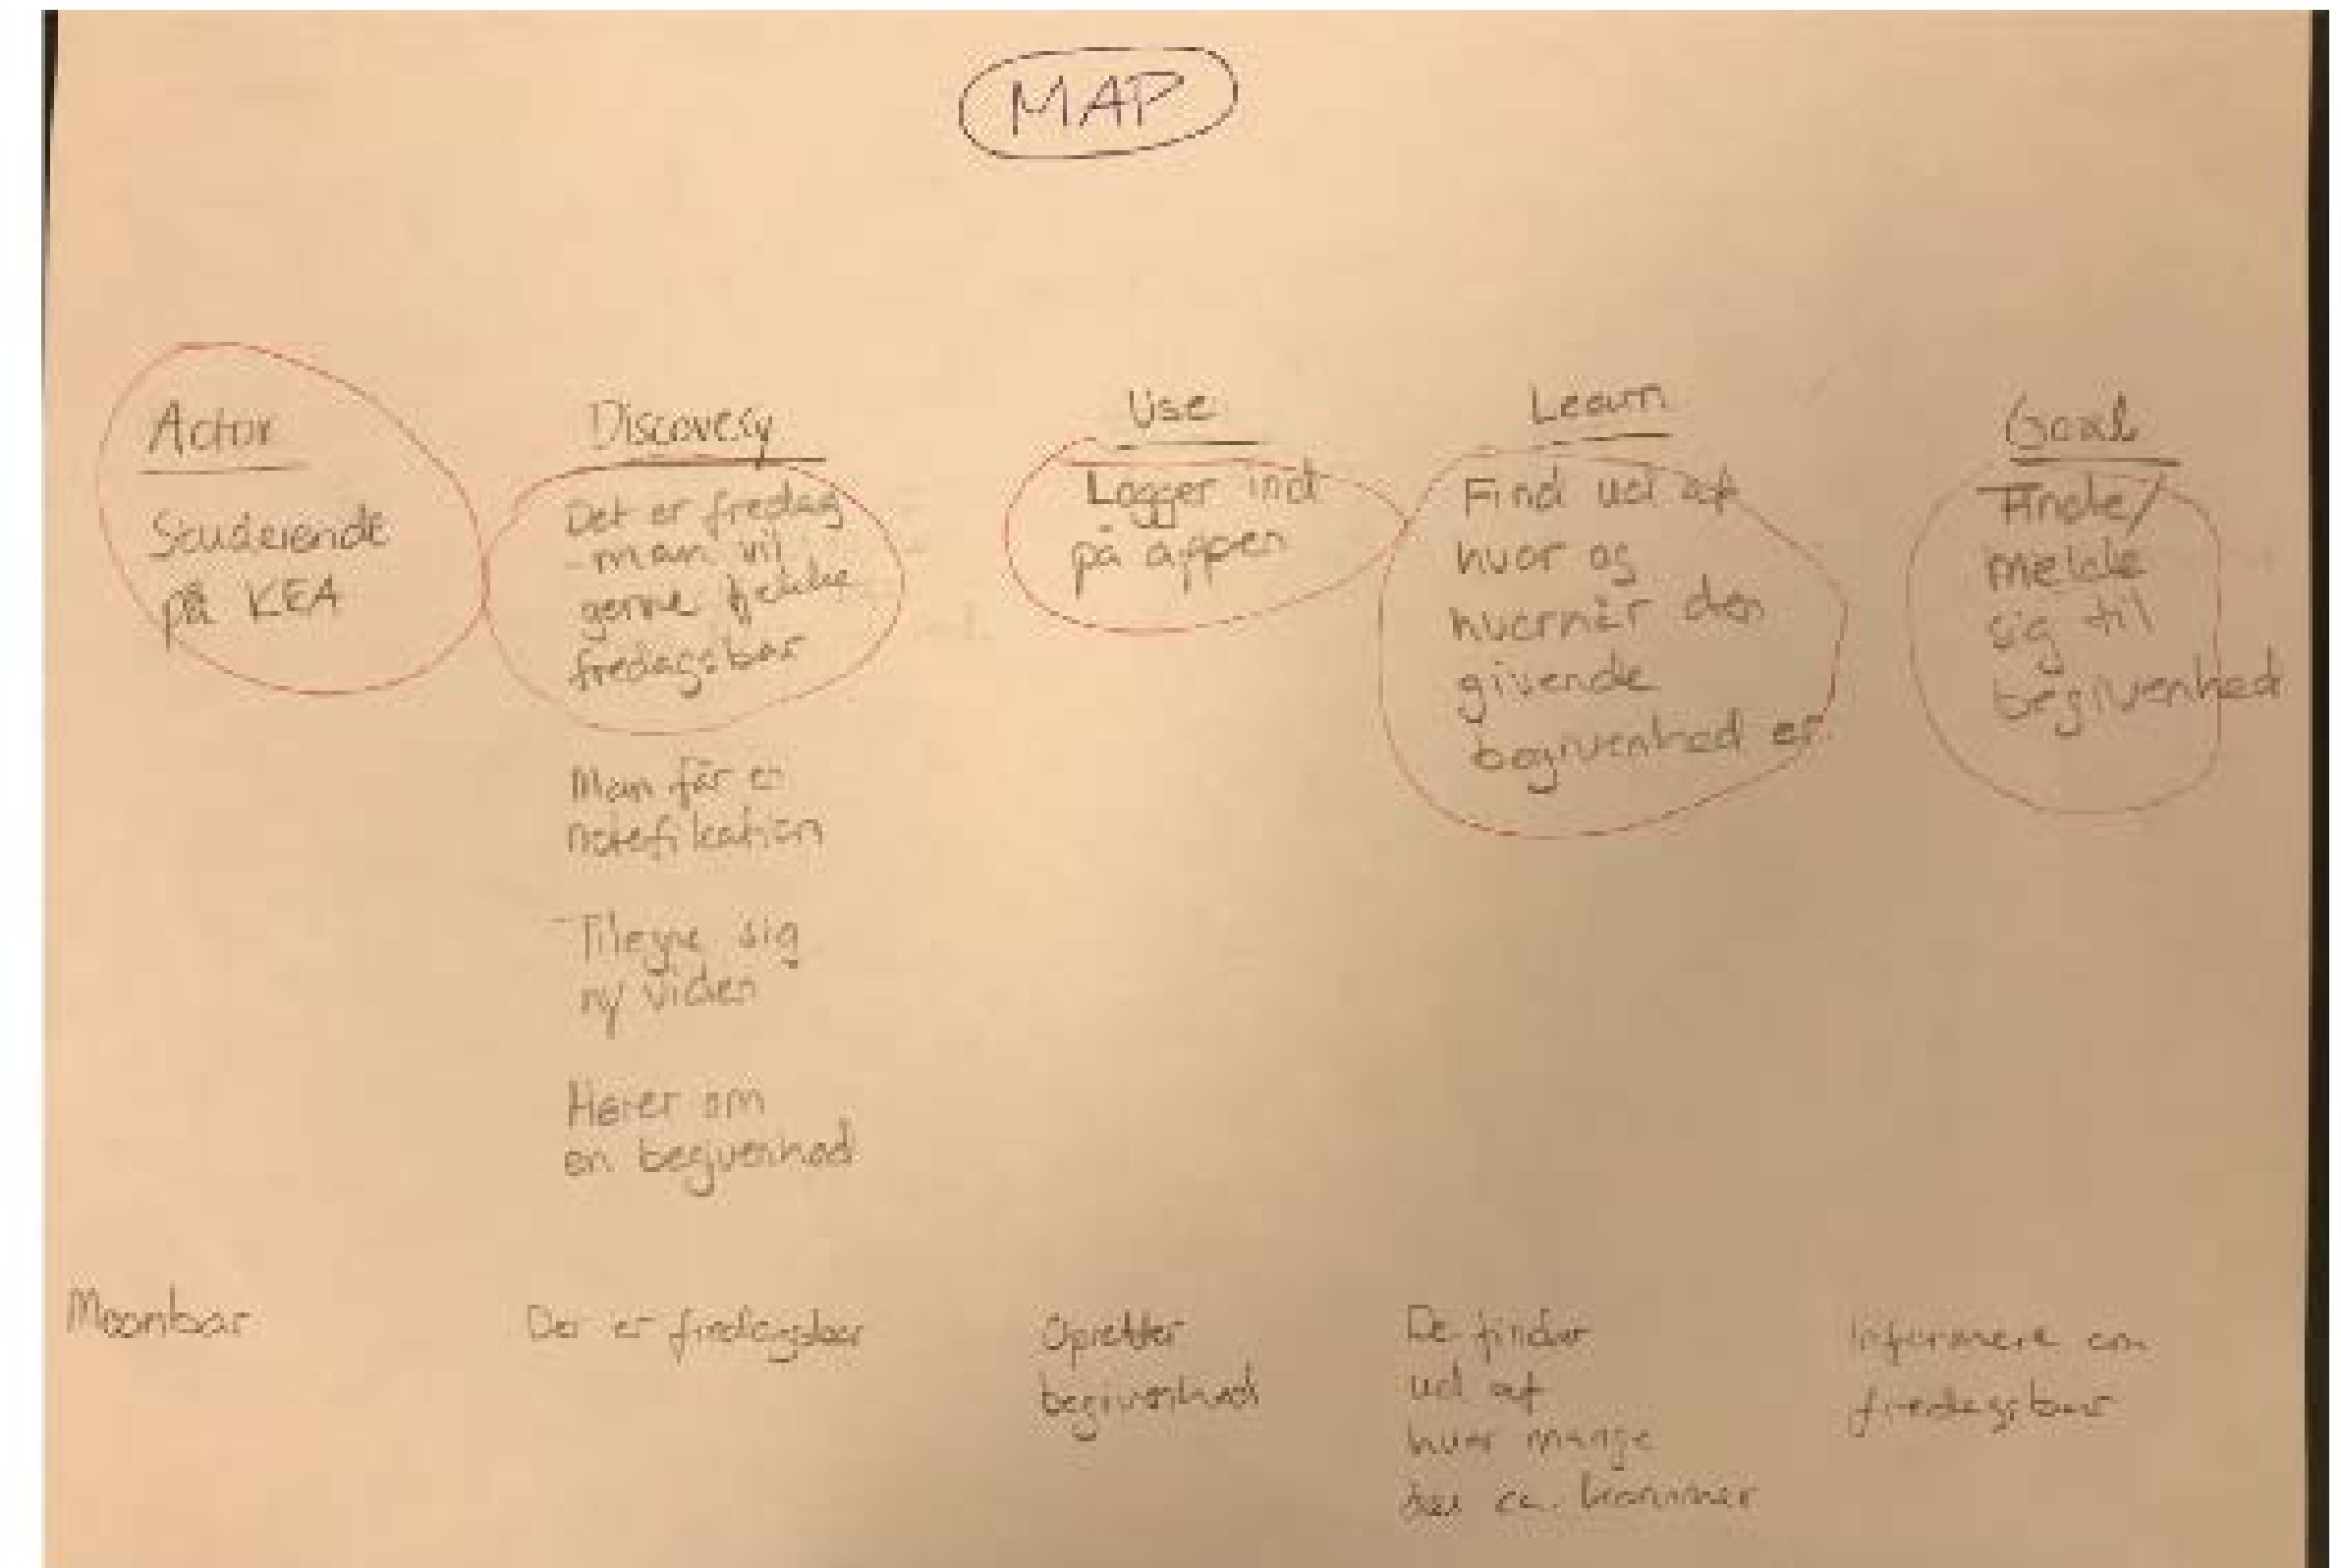 MAP
Actor
Studerende
på KEA
Discovery
Det er fredag
- man vil
gerne tjekke
fredagsbar
Man får en
notefikation
Tilegne sig
ny viden
Hører om
en begivenhed
Use
Logger ind
på appen
Learn
Find ud af
hvor og
hvornår den
givende
begivenhed er
Goal
Finde/
melde
sig til
begivenhed
Moonbar
Der er fredagsbar
Opretter
begivenhed
De finder
ud af
hvor mange
der ca. kommer
Informere om
fredagsbar